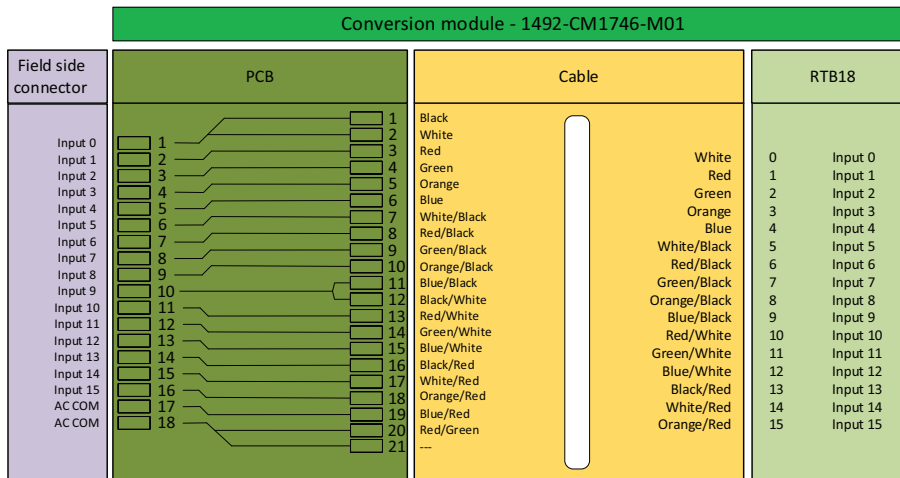 Conversion module - 1492-CM1746-M01
Field side connector
PCB
Cable
RTB18
Input 0
Input 1
Input 2
Input 3
Input 4
Input 5
Input 6
Input 7
Input 8
Input 9
Input 10
Input 11
Input 12
Input 13
Input 14
Input 15
AC COM
AC COM
1
2
3
4
5
6
7
8
9
10
11
12
13
14
15
16
17
18
1 Black
2 White
3 Red
4 Green
5 Orange
6 Blue
7 White/Black
8 Red/Black
9 Green/Black
10 Orange/Black
11 Blue/Black
12 Black/White
13 Red/White
14 Green/White
15 Blue/White
16 Black/Red
17 White/Red
18 Orange/Red
19 Blue/Red
20 Red/Green
21 ---
White 0 Input 0
Red 1 Input 1
Green 2 Input 2
Orange 3 Input 3
Blue 4 Input 4
White/Black 5 Input 5
Red/Black 6 Input 6
Green/Black 7 Input 7
Orange/Black 8 Input 8
Blue/Black 9 Input 9
Red/White 10 Input 10
Green/White 11 Input 11
Blue/White 12 Input 12
Black/Red 13 Input 13
White/Red 14 Input 14
Orange/Red 15 Input 15